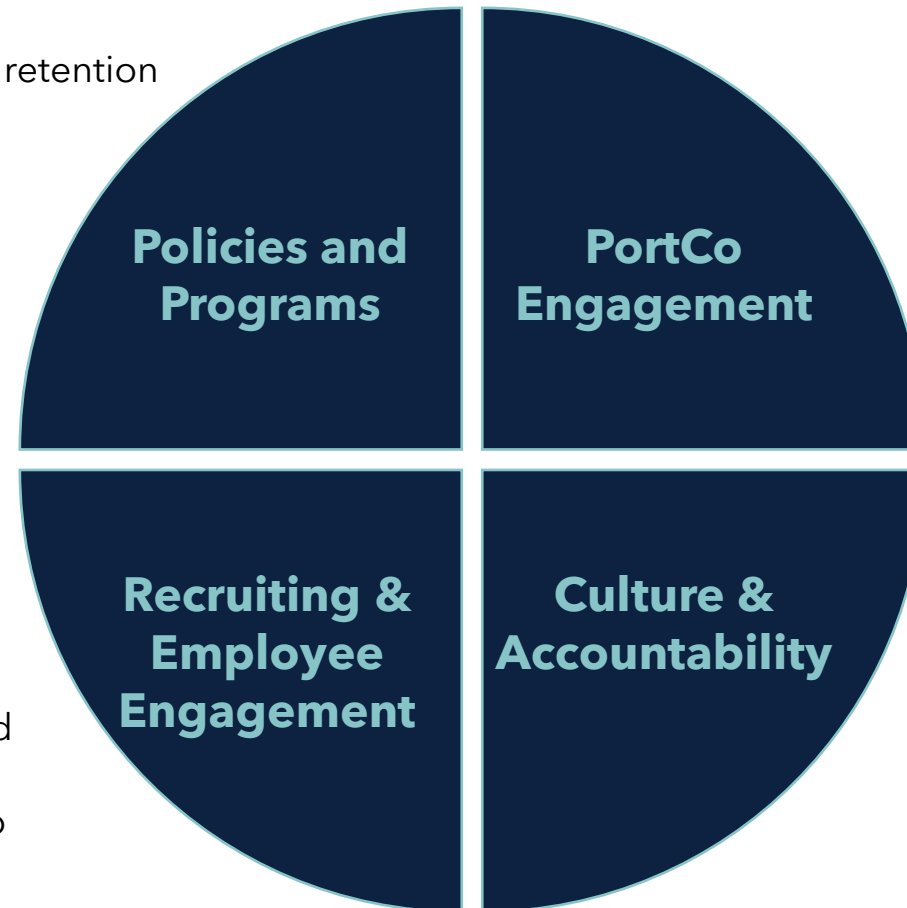 retention
Policies and
Programs
PortCo
Engagement
Recruiting &
Employee
Engagement
Culture &
Accountability